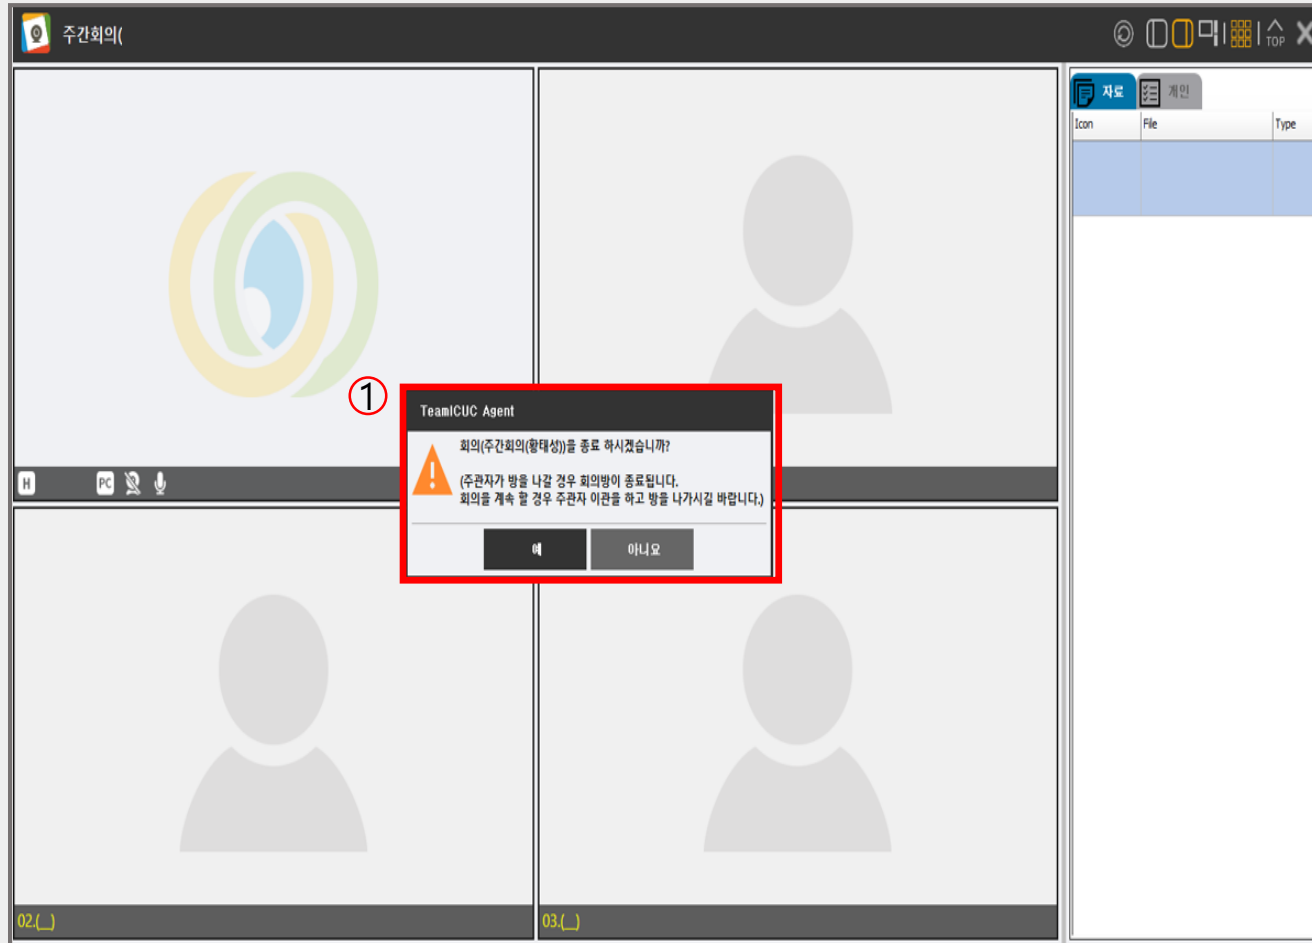 주간회의(
TOP
자료
개인
Icon
File
Type
①
TeamICUC Agent
회의(주간회의(황태성))을 종료 하시겠습니까?
(주관자가 방을 나갈 경우 회의방이 종료됩니다.
회의을 계속 할 경우 주관자 이관을 하고 방을 나가시길 바랍니다.)
예
아니요
H
PC
02.(__)
03.(__)